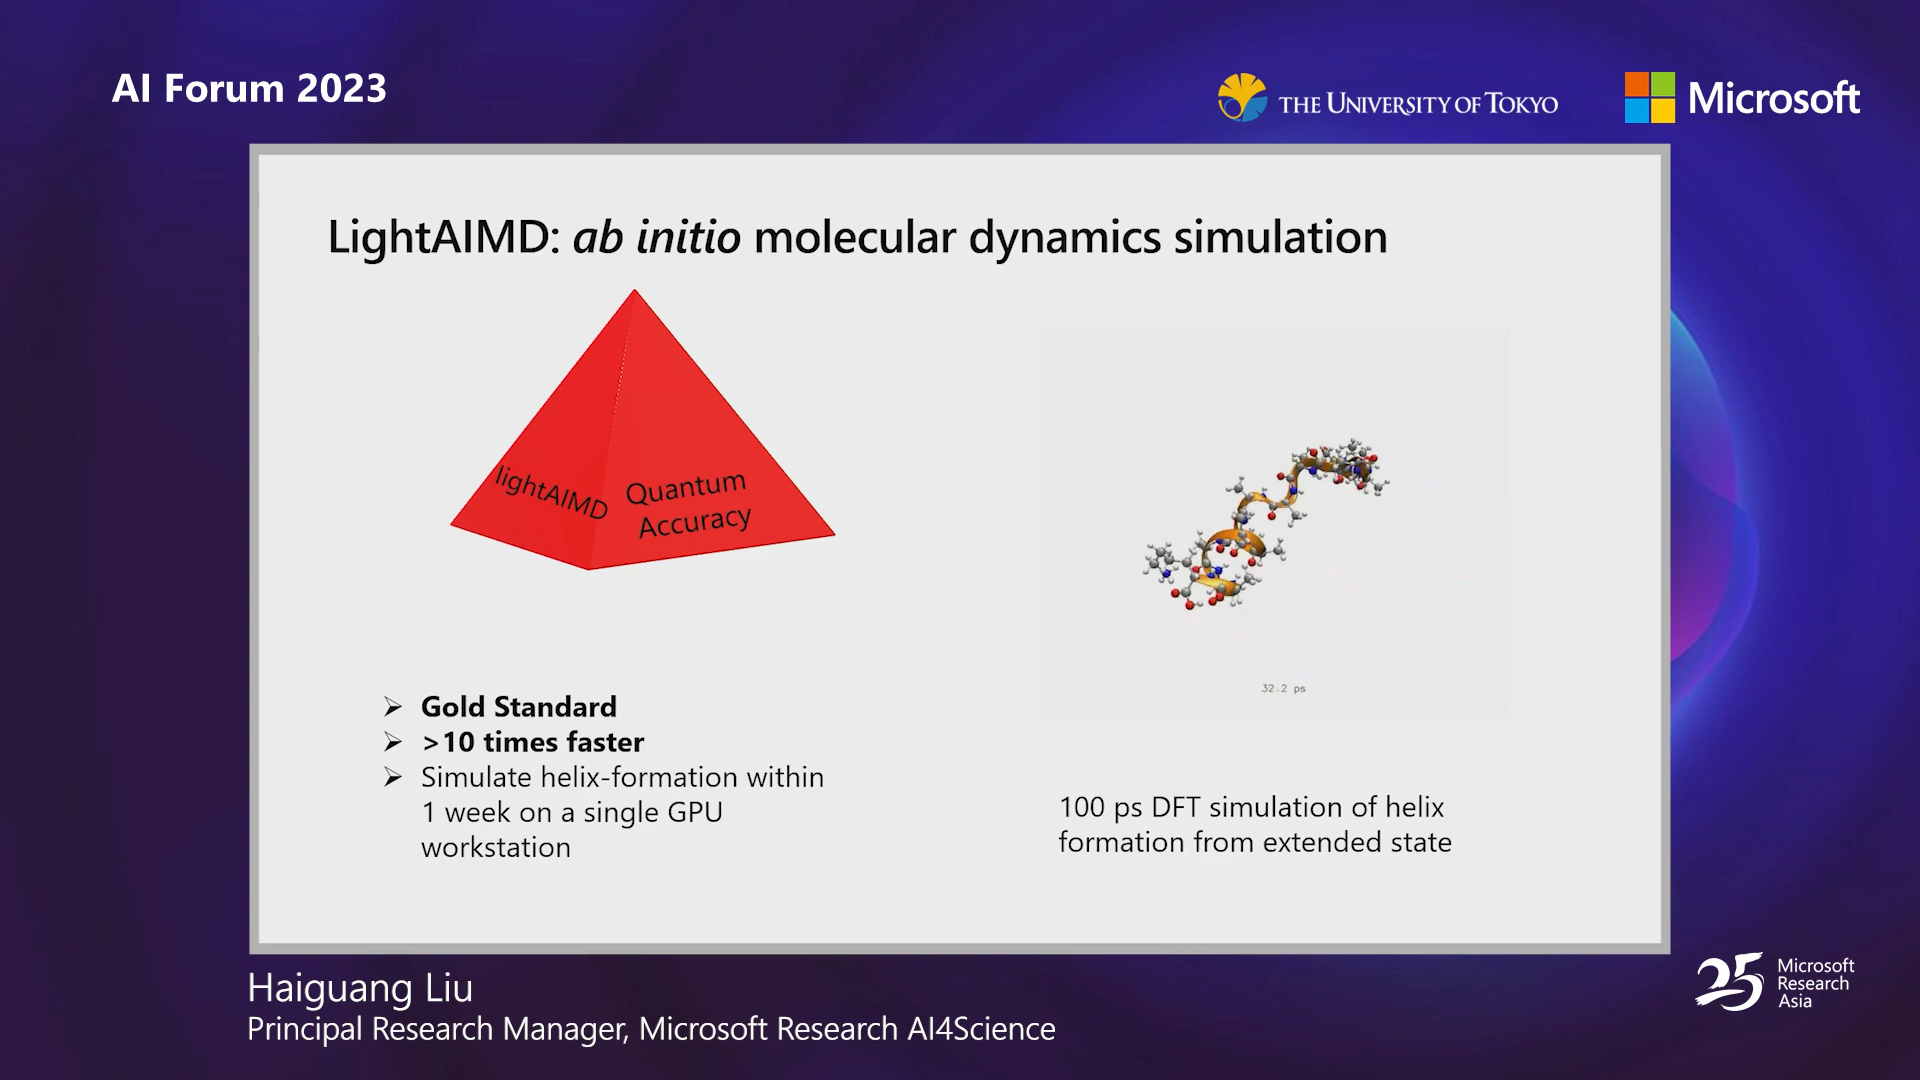 AI Forum 2023
THE UNIVERSITY OF TOKYO
Microsoft
LightAIMD: ab initio molecular dynamics simulation
lightAIMD
Quantum
Accuracy
32.2 ps
➢ Gold Standard
➢ >10 times faster
➢ Simulate helix-formation within
1 week on a single GPU
workstation
100 ps DFT simulation of helix
formation from extended state
Haiguang Liu
Principal Research Manager, Microsoft Research AI4Science
25
Microsoft
Research
Asia